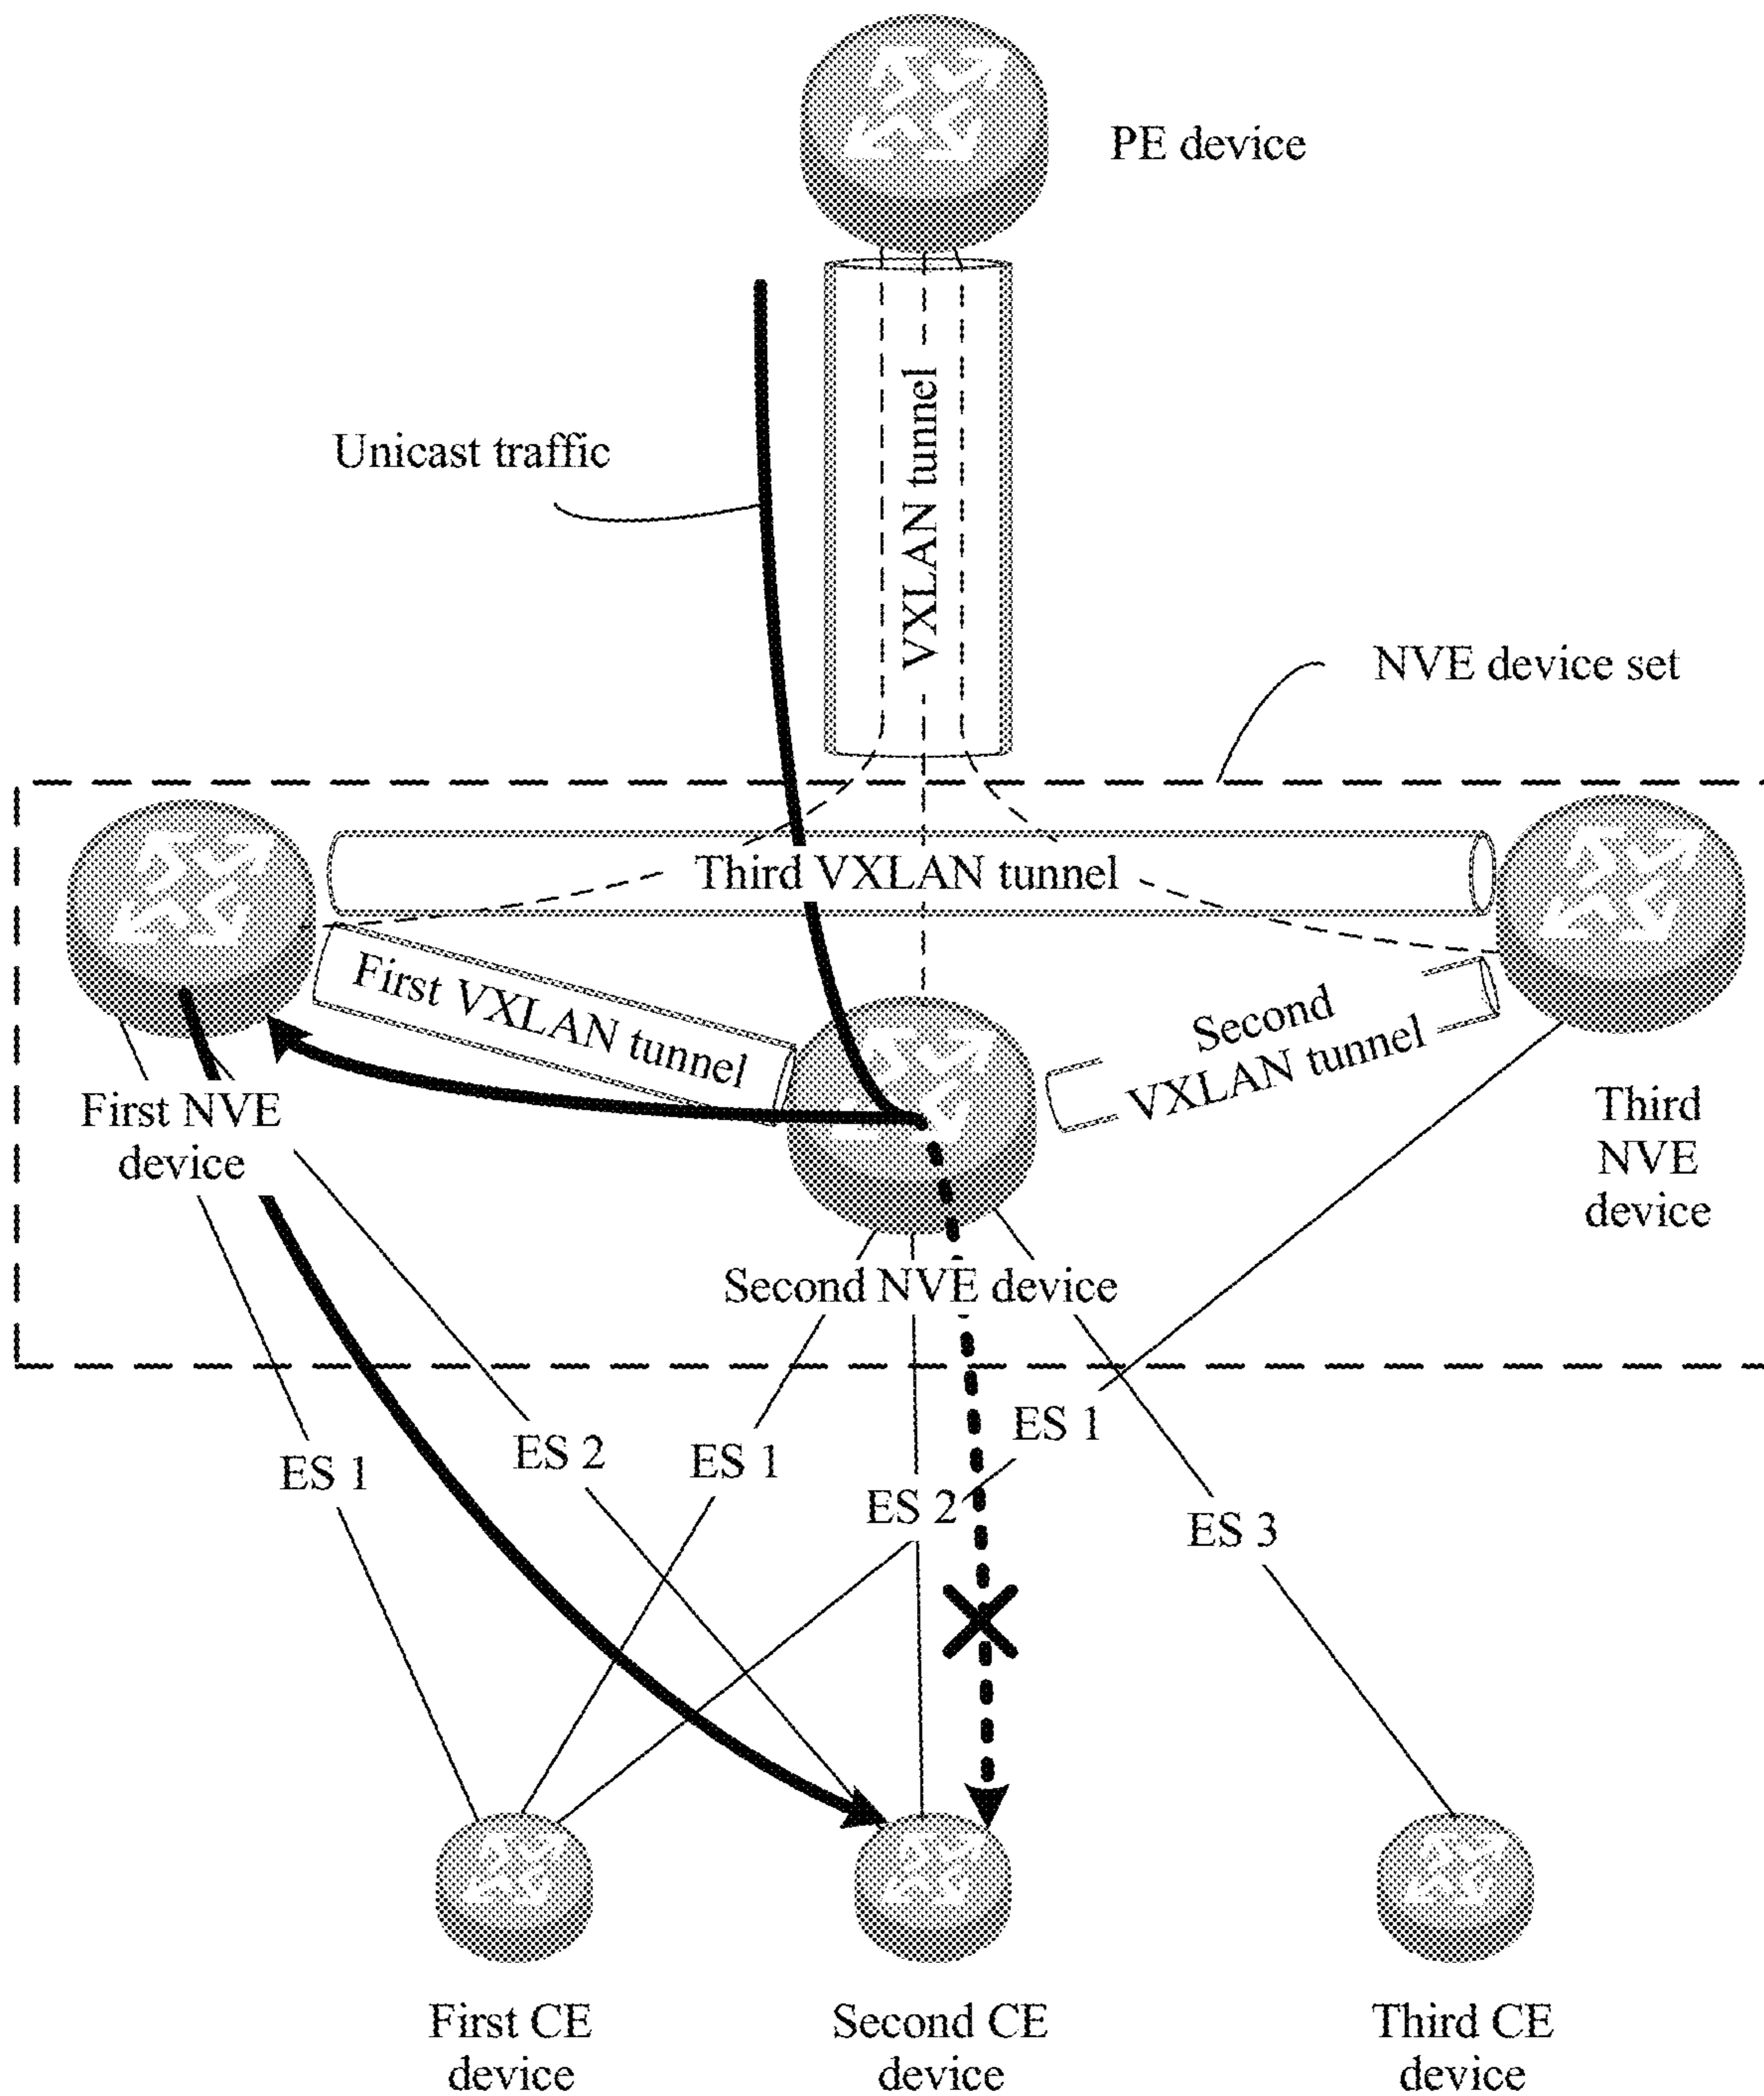 PE device
Unicast traffic
VXLAN tunnel
NVE device set
Third VXLAN tunnel
First VXLAN tunnel
Second
VXLAN tunnel
First NVE
device
Third
NVE
device
Second NVE device
ES 1
ES 2
ES 1
ES 2
ES 1
ES 3
First CE
device
Second CE
device
Third CE
device